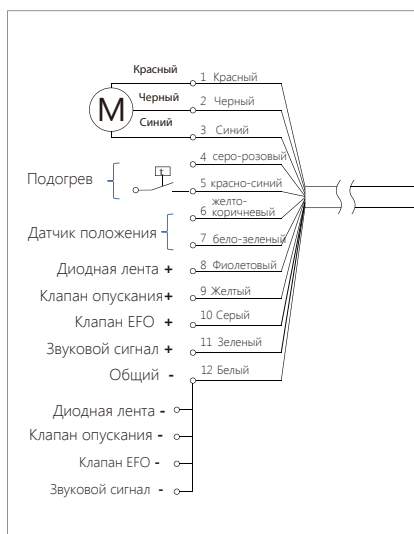 Красный
1 Красный
Черный
M
2 Черный
Синий
3 Синий
4 серо-розовый
Подогрев
t
5 красно-синий
6 желто-
коричневый
Датчик положения
7 бело-зеленый
Диодная лента +
8 Фиолетовый
Клапан опускания+
9 Желтый
Клапан EFO +
10 Серый
Звуковой сигнал +
11 Зеленый
Общий -
12 Белый
Диодная лента -
Клапан опускания -
Клапан EFO -
Звуковой сигнал -